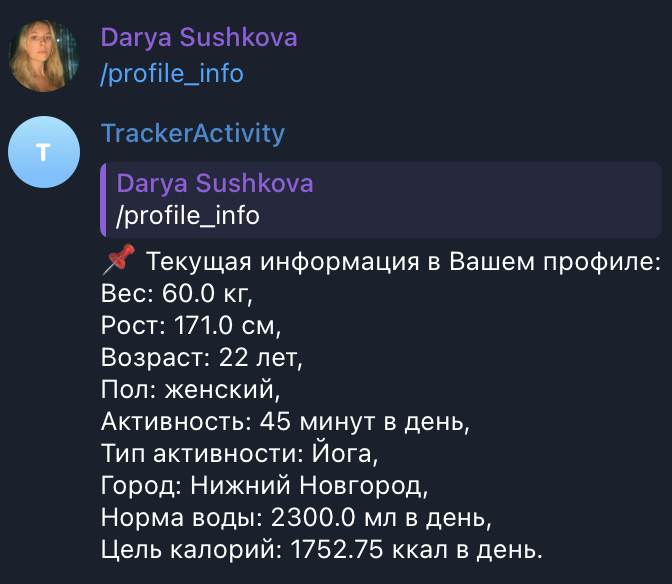 Darya Sushkova
/profile_info
T
TrackerActivity
Darya Sushkova
/profile_info
📌 Текущая информация в Вашем профиле:
Вес: 60.0 кг,
Рост: 171.0 см,
Возраст: 22 лет,
Пол: женский,
Активность: 45 минут в день,
Тип активности: Йога,
Город: Нижний Новгород,
Норма воды: 2300.0 мл в день,
Цель калорий: 1752.75 ккал в день.